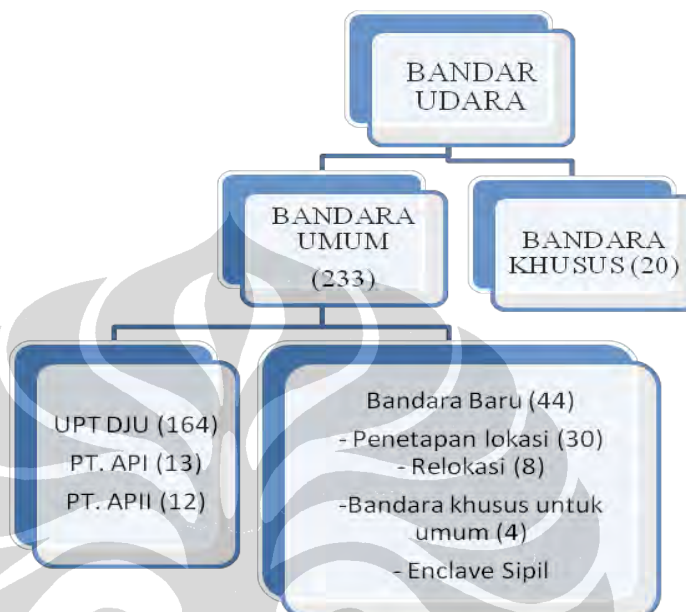 BANDAR
UDARA
BANDARA
UMUM
(233)
BANDARA
KHUSUS (20)
UPT DJU (164)
PT. API (13)
PT. APII (12)
Bandara Baru (44)
- Penetapan lokasi (30)
- Relokasi (8)
-Bandara khusus untuk
umum (4)
- Enclave Sipil